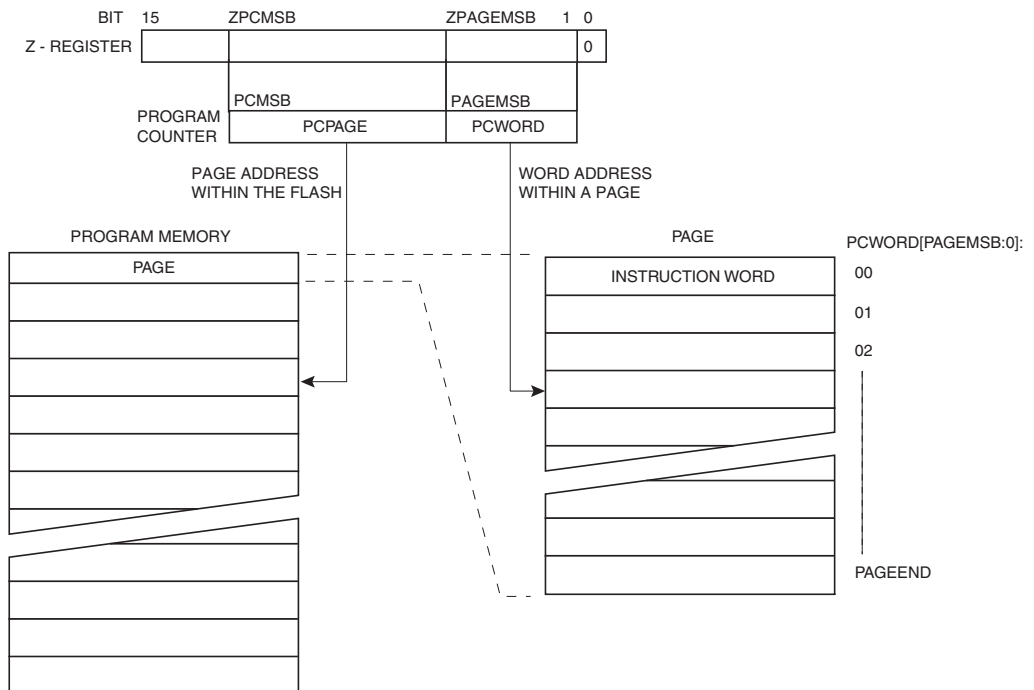 BIT 15 ZPCMSB ZPAGEMSB 1 0
Z - REGISTER 0
PCMSB PAGEMSB
PROGRAM
COUNTER
PCPAGE PCWORD
PAGE ADDRESS
WITHIN THE FLASH
WORD ADDRESS
WITHIN A PAGE
PROGRAM MEMORY
PAGE
PAGE
PCWORD[PAGEMSB:0]:
INSTRUCTION WORD
00
01
02
PAGEEND